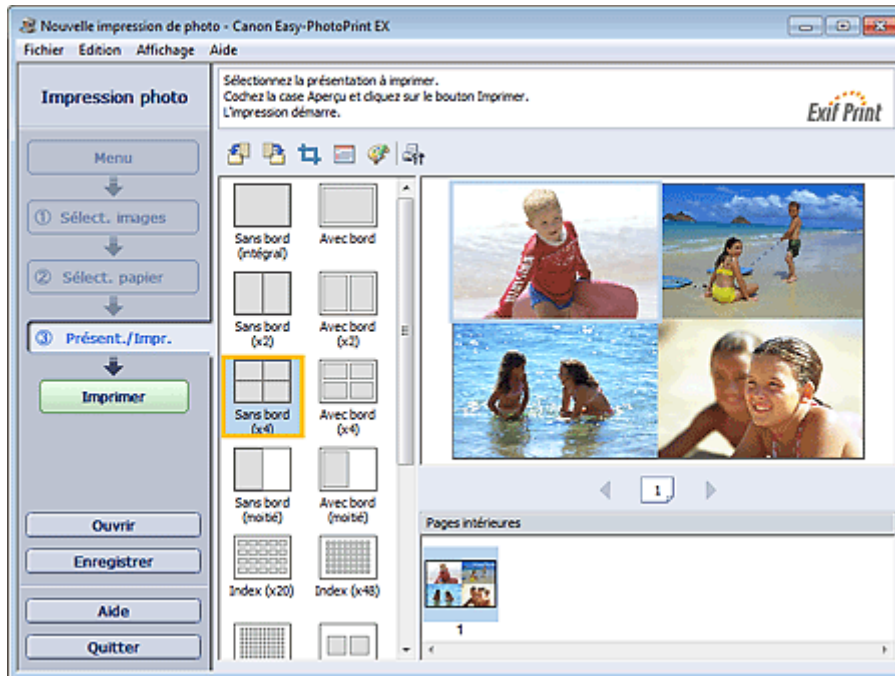 Nouvelle impression de photo - Canon Easy-PhotoPrint EX
Fichier Edition Affichage Aide
Impression photo
Sélectionnez la présentation à imprimer.
Cochez la case Aperçu et cliquez sur le bouton Imprimer.
L'impression démarre.
Exif Print
Menu
① Sélect. images
② Sélect. papier
③ Présent./Impr.
Imprimer
Ouvrir
Enregistrer
Aide
Quitter
Sans bord
(intégral)
Avec bord
Sans bord
(x2)
Avec bord
(x2)
Sans bord
(x4)
Avec bord
(x4)
Sans bord
(moitié)
Avec bord
(moitié)
Index (x20)
Index (x48)
1
Pages intérieures
1